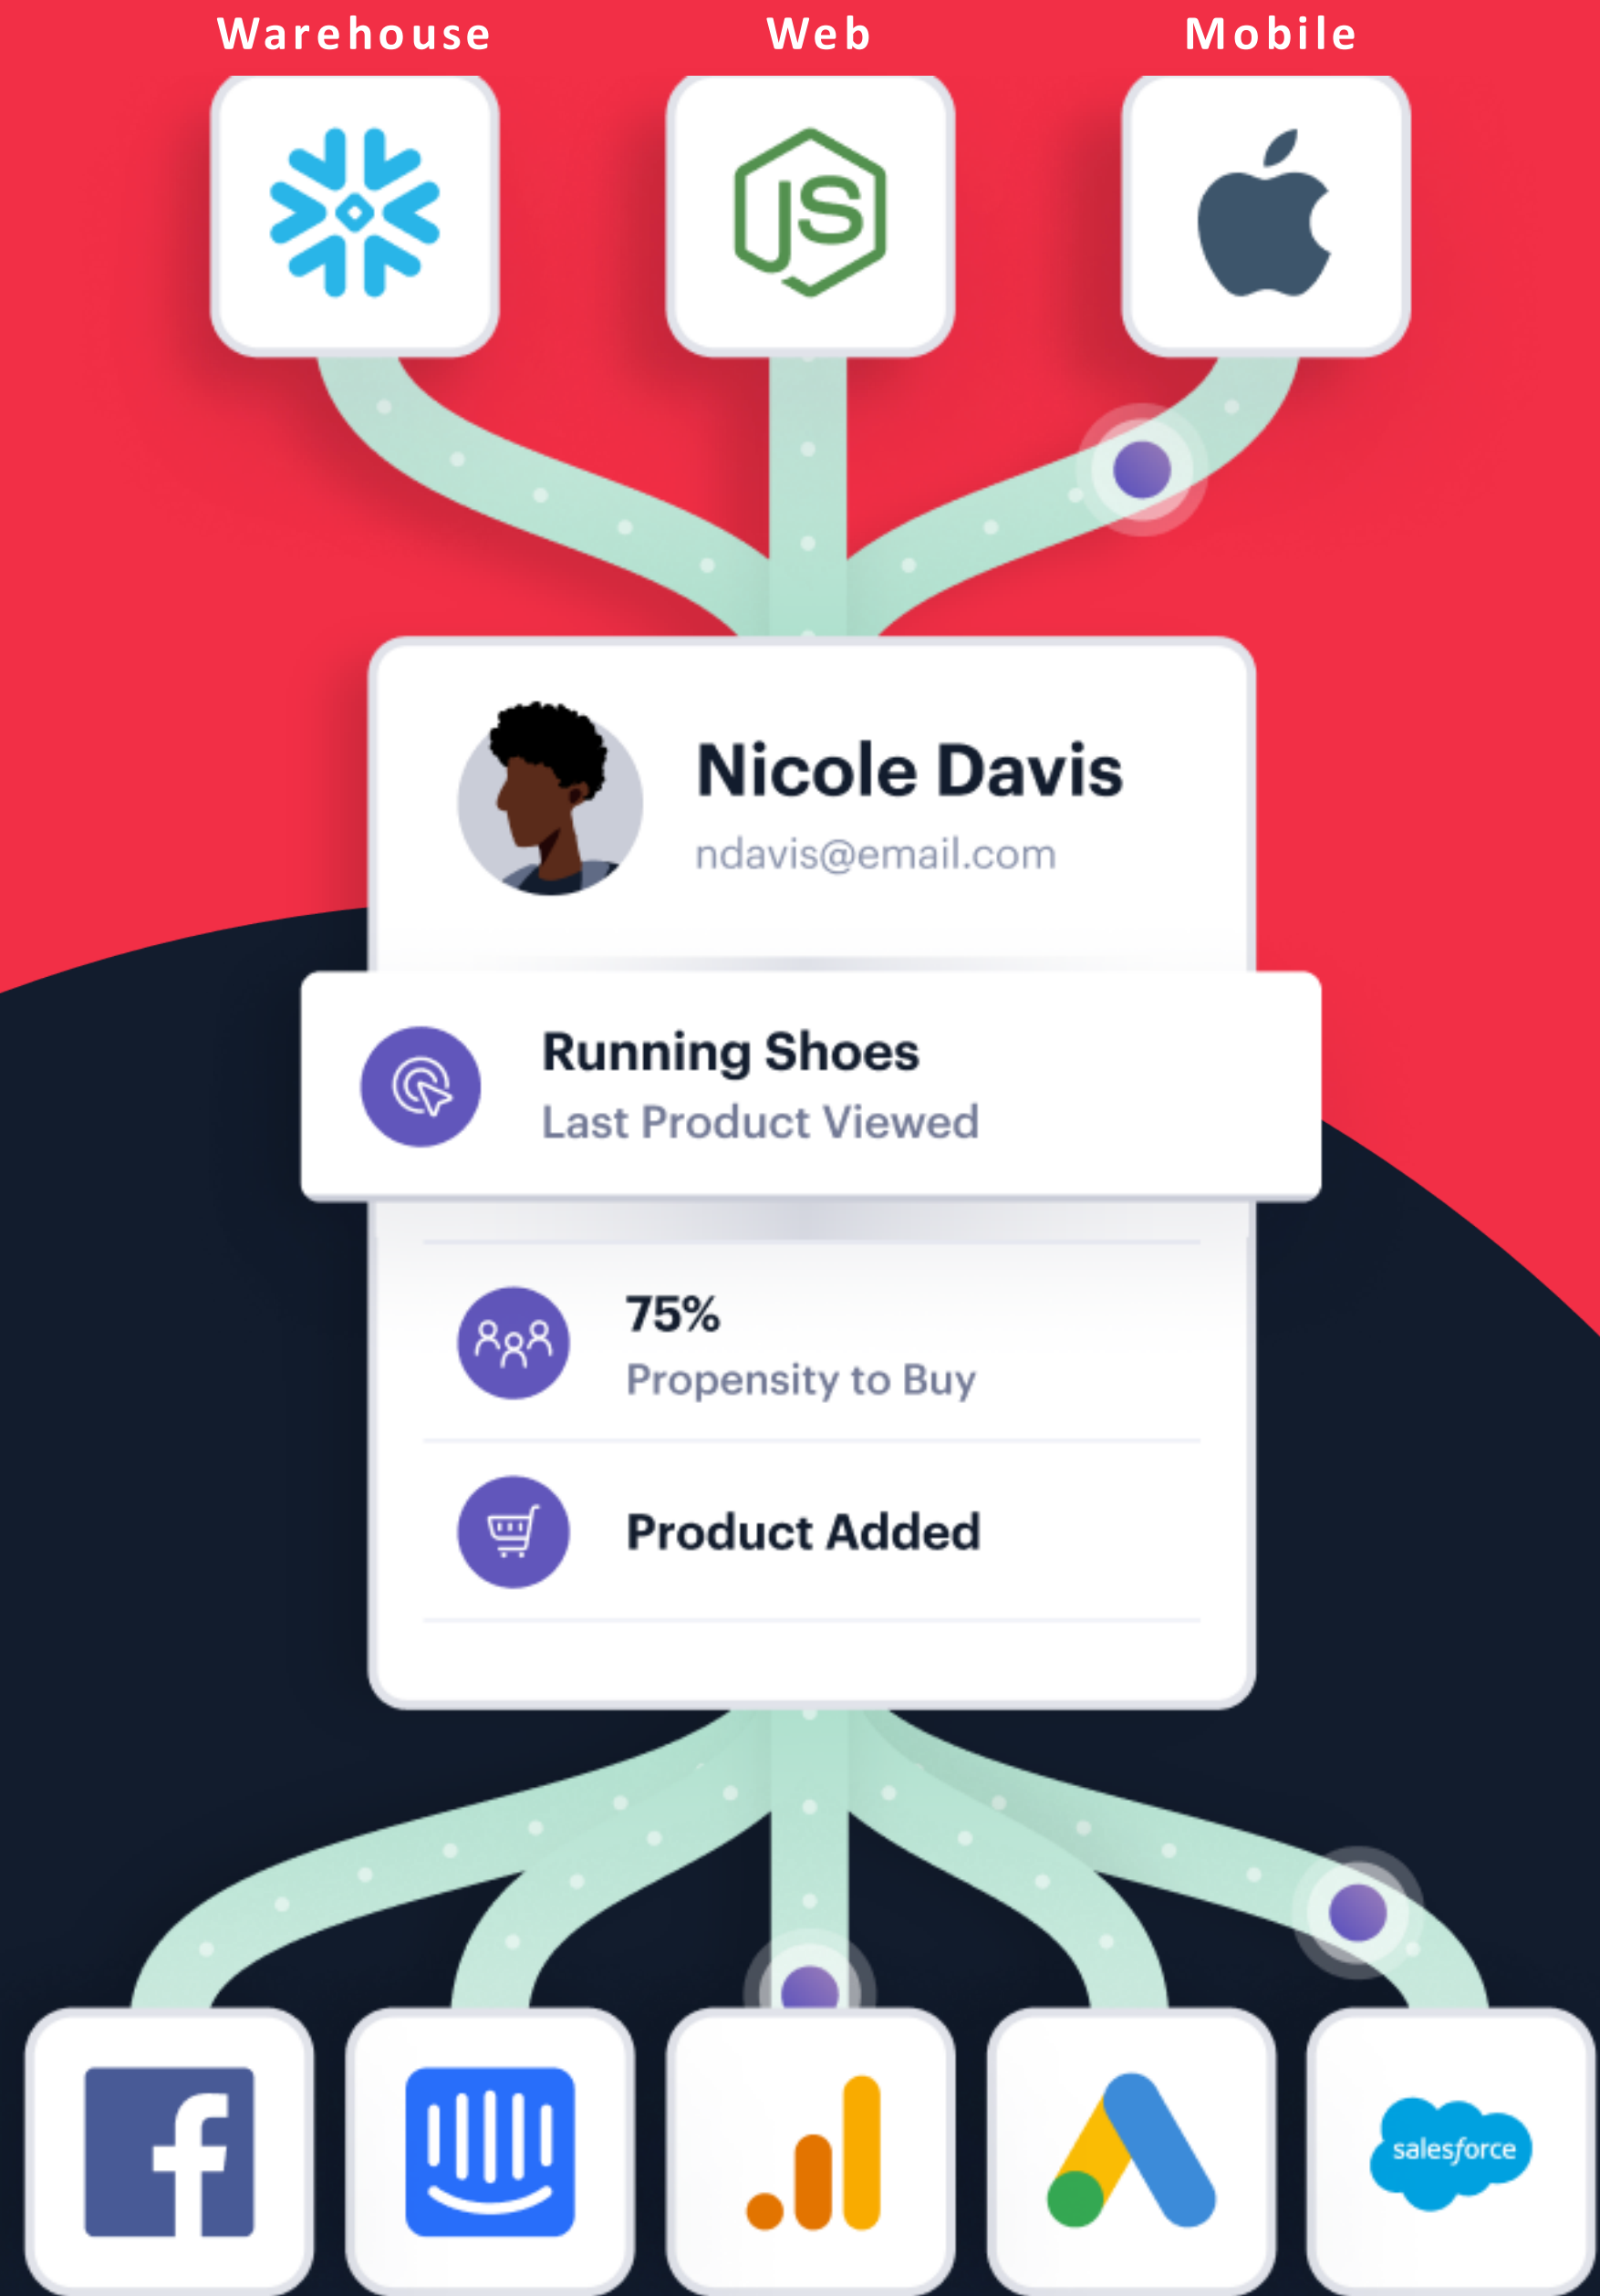 Warehouse Web Mobile
JS
Nicole Davis
ndavis@email.com
Running Shoes
Last Product Viewed
75%
Propensity to Buy
Product Added
salesforce